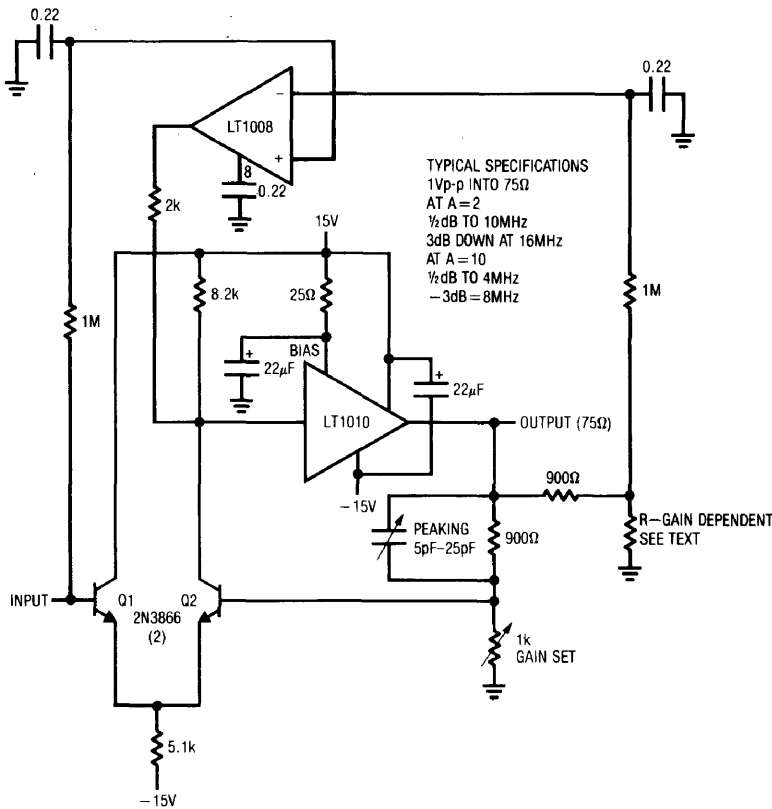 0.22
0.22
−
LT1008
+
8
0.22
2k
TYPICAL SPECIFICATIONS
1Vp-p INTO 75Ω
AT A=2
½dB TO 10MHz
3dB DOWN AT 16MHz
AT A=10
½dB TO 4MHz
−3dB=8MHz
15V
8.2k
25Ω
1M
1M
BIAS
+
22μF
+
22μF
LT1010
OUTPUT (75Ω)
−15V
900Ω
PEAKING
5pF–25pF
900Ω
R—GAIN DEPENDENT
SEE TEXT
INPUT
Q1
Q2
2N3866
(2)
1k
GAIN SET
5.1k
−15V